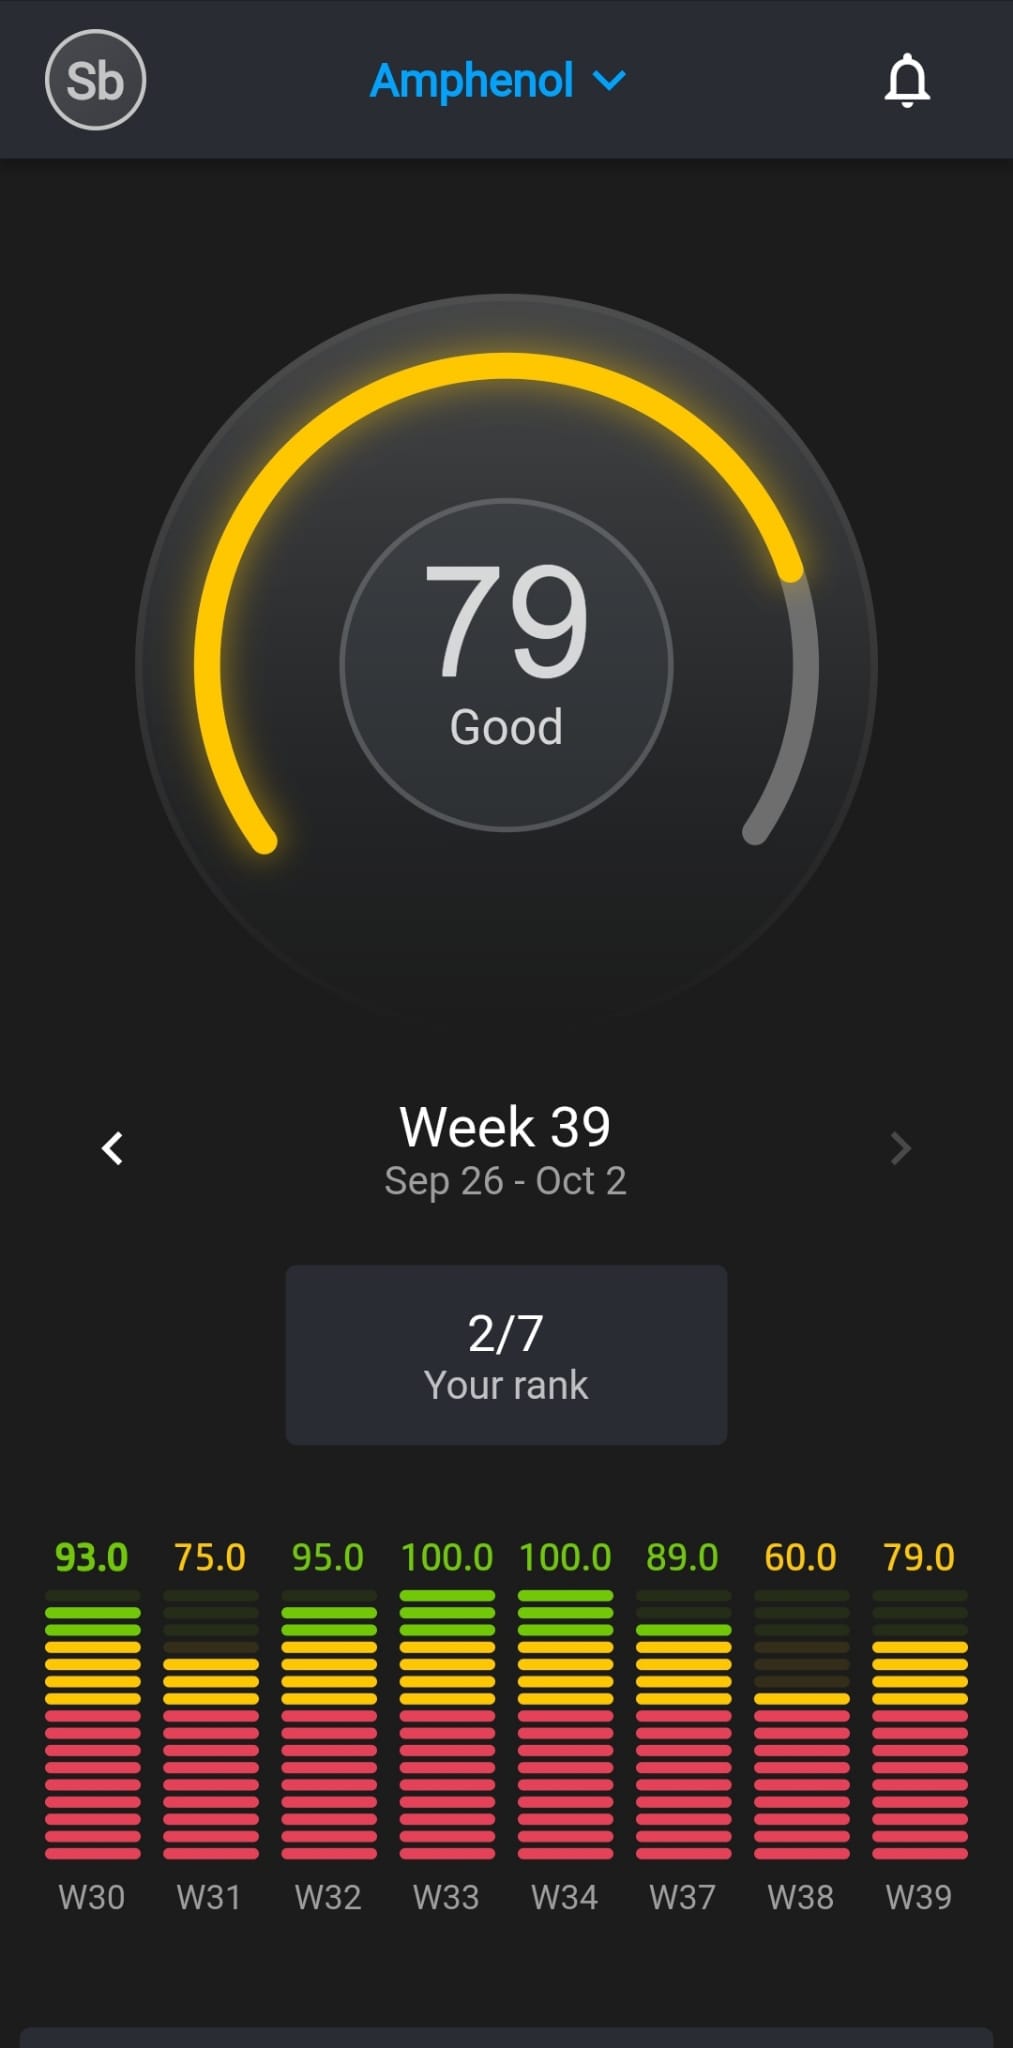 Sb
Amphenol
79
Good
Week 39
Sep 26 - Oct 2
2/7
Your rank
93.0 75.0 95.0 100.0 100.0 89.0 60.0 79.0
W30 W31 W32 W33 W34 W37 W38 W39